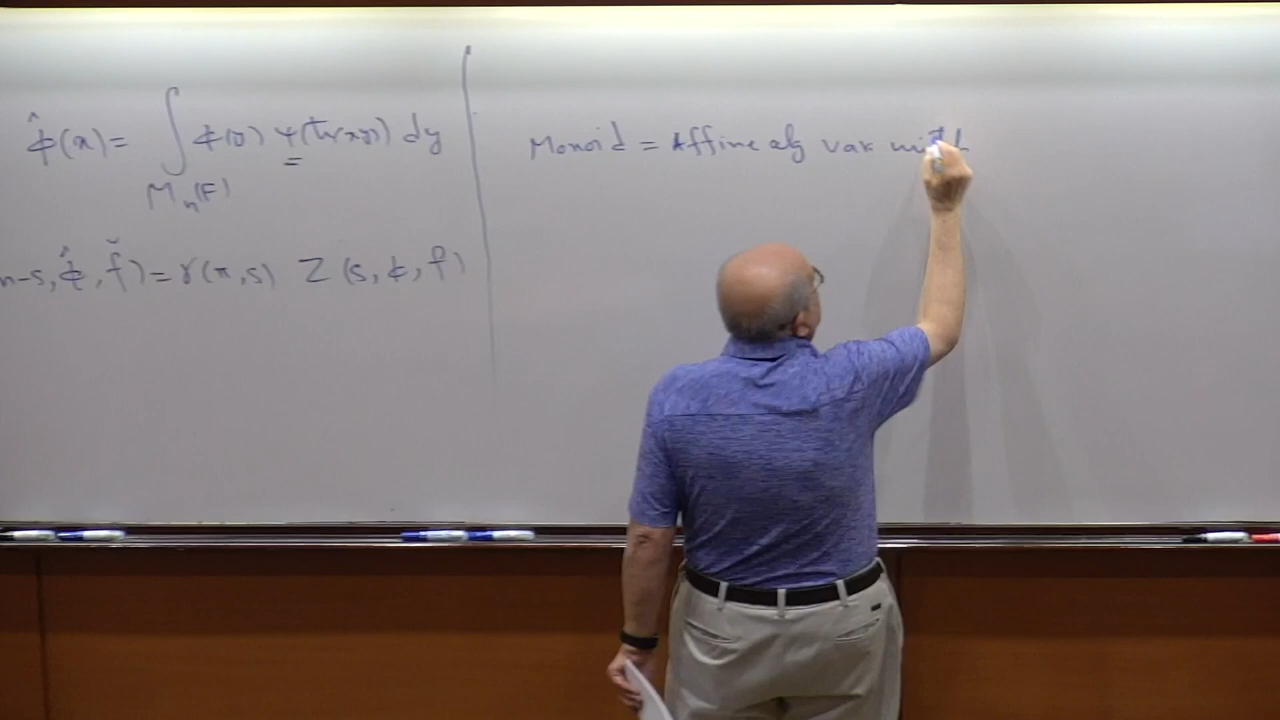 φ̂(x) = ∫ φ(y) ψ(tr(xy)) dy
M_n(F)
n-s, φ̂, f̌) = γ(π,s) Z(s, φ, f)
Monoid = Affine alg var with